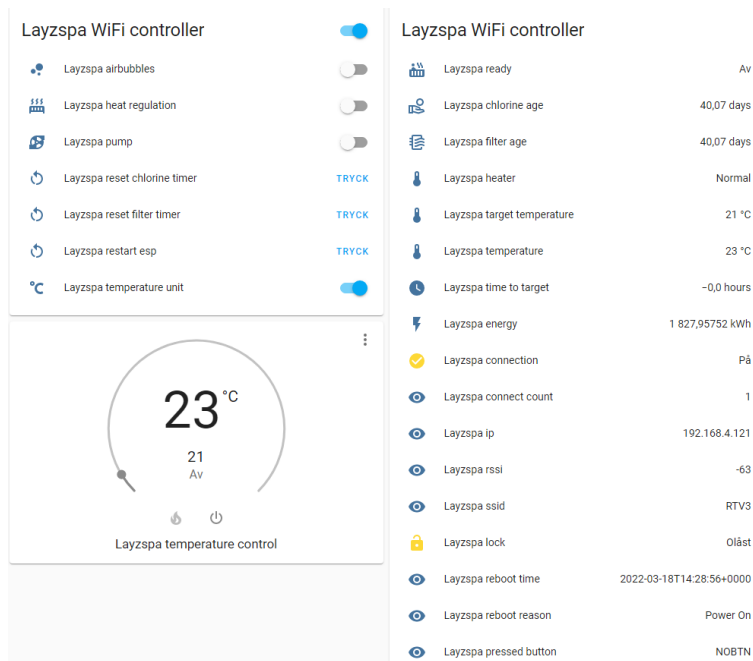 Layzspa WiFi controller
Layzspa airbubbles
Layzspa heat regulation
Layzspa pump
Layzspa reset chlorine timer TRYCK
Layzspa reset filter timer TRYCK
Layzspa restart esp TRYCK
°C Layzspa temperature unit
23 °C
21
Av
Layzspa temperature control
Layzspa WiFi controller
Layzspa ready Av
Layzspa chlorine age 40,07 days
Layzspa filter age 40,07 days
Layzspa heater Normal
Layzspa target temperature 21 °C
Layzspa temperature 23 °C
Layzspa time to target −0,0 hours
Layzspa energy 1 827,95752 kWh
Layzspa connection På
Layzspa connect count 1
Layzspa ip 192.168.4.121
Layzspa rssi -63
Layzspa ssid RTV3
Layzspa lock Olåst
Layzspa reboot time 2022-03-18T14:28:56+0000
Layzspa reboot reason Power On
Layzspa pressed button NOBTN